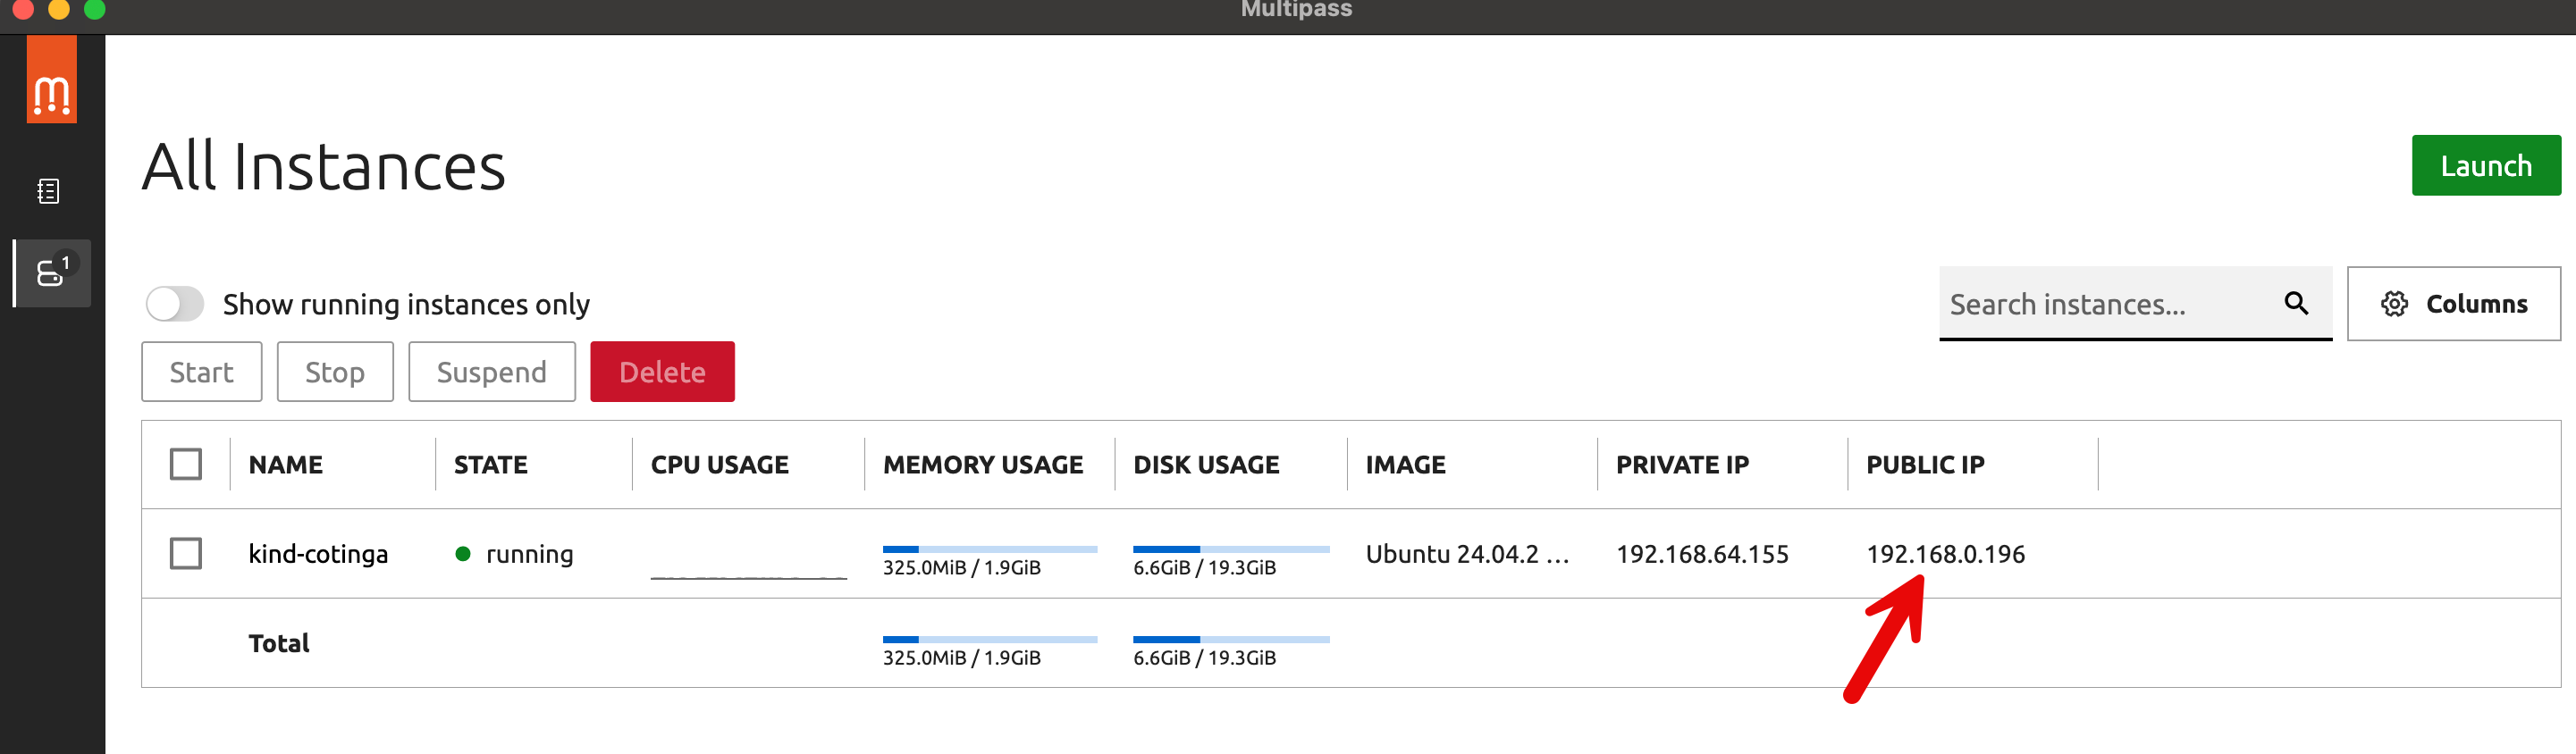 Multipass
All Instances
Launch
1
Show running instances only
Search instances...
Columns
Start Stop Suspend Delete
NAME STATE CPU USAGE MEMORY USAGE DISK USAGE IMAGE PRIVATE IP PUBLIC IP
kind-cotinga running 325.0MiB / 1.9GiB 6.6GiB / 19.3GiB Ubuntu 24.04.2 ... 192.168.64.155 192.168.0.196
Total 325.0MiB / 1.9GiB 6.6GiB / 19.3GiB